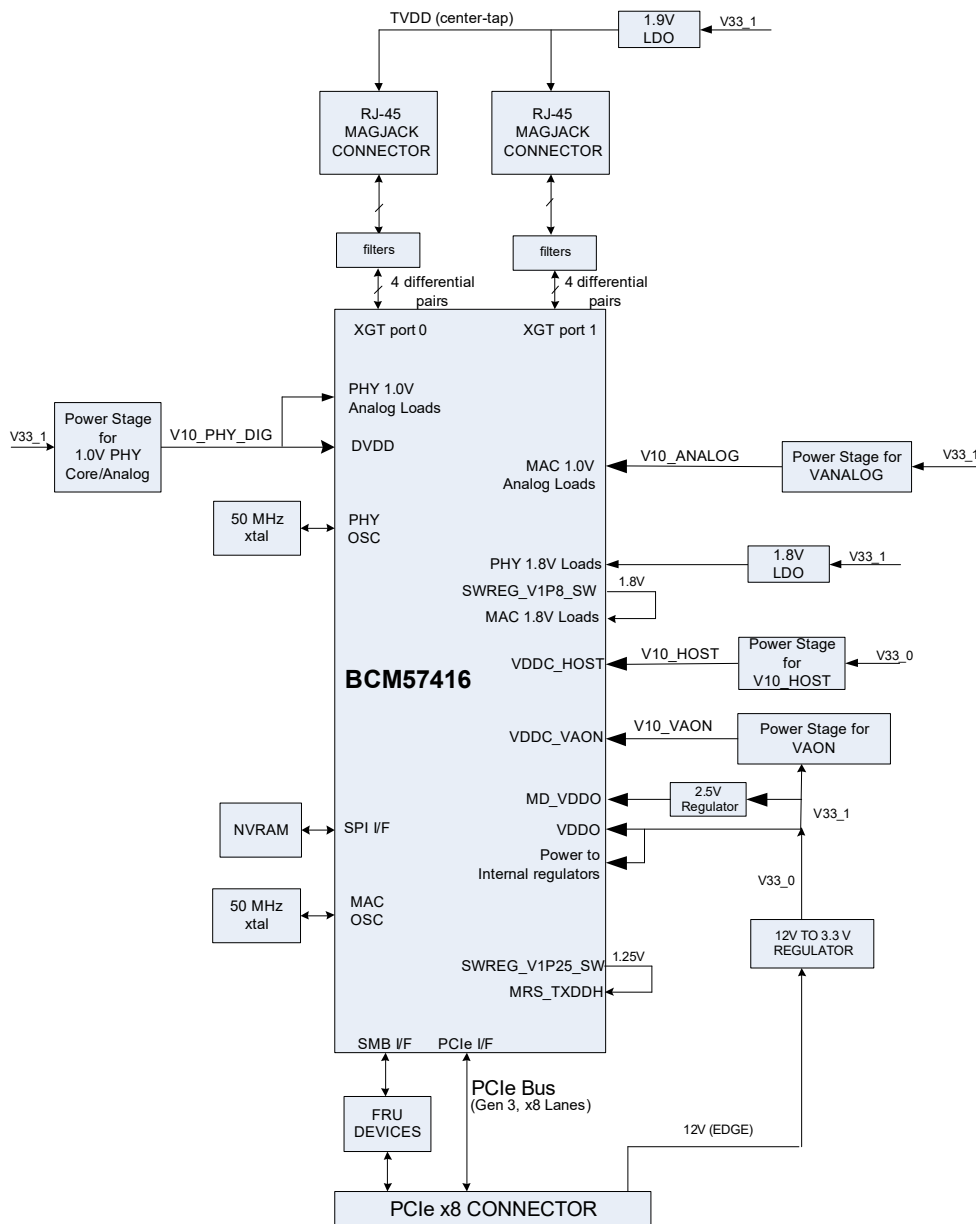 TVDD (center-tap)
1.9V
LDO
V33_1
RJ-45
MAGJACK
CONNECTOR
RJ-45
MAGJACK
CONNECTOR
filters
filters
4 differential
pairs
4 differential
pairs
XGT port 0
XGT port 1
PHY 1.0V
Analog Loads
V33_1
Power Stage
for
1.0V PHY
Core/Analog
V10_PHY_DIG
DVDD
MAC 1.0V
Analog Loads
V10_ANALOG
Power Stage for
VANALOG
V33_1
50 MHz
xtal
PHY
OSC
PHY 1.8V Loads
1.8V
LDO
V33_1
SWREG_V1P8_SW
1.8V
MAC 1.8V Loads
BCM57416
VDDC_HOST
V10_HOST
Power Stage
for
V10_HOST
V33_0
VDDC_VAON
V10_VAON
Power Stage for
VAON
MD_VDDO
2.5V
Regulator
V33_1
NVRAM
SPI I/F
VDDO
Power to
Internal regulators
V33_0
50 MHz
xtal
MAC
OSC
12V TO 3.3 V
REGULATOR
SWREG_V1P25_SW
1.25V
MRS_TXDDH
SMB I/F
PCIe I/F
PCIe Bus
(Gen 3, x8 Lanes)
FRU
DEVICES
12V (EDGE)
PCIe x8 CONNECTOR